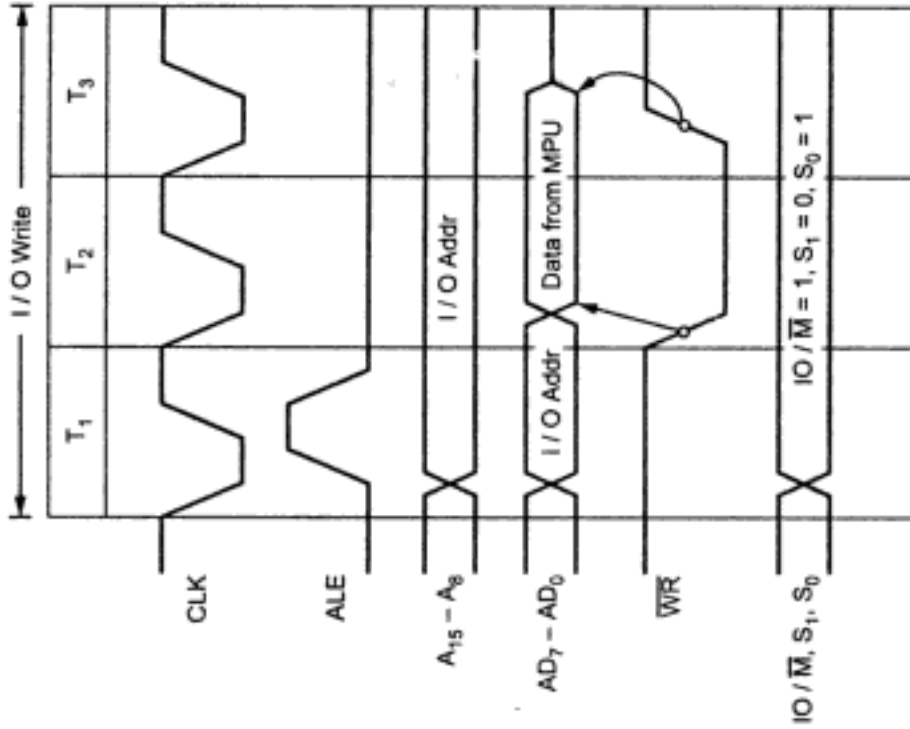 I / O Write
T₁
T₂
T₃
CLK
ALE
A₁₅ – A₈
I / O Addr
AD₇ – AD₀
I / O Addr
Data from MPU
W̅R̅
IO / M̅, S₁, S₀
IO / M̅ = 1, S₁ = 0, S₀ = 1